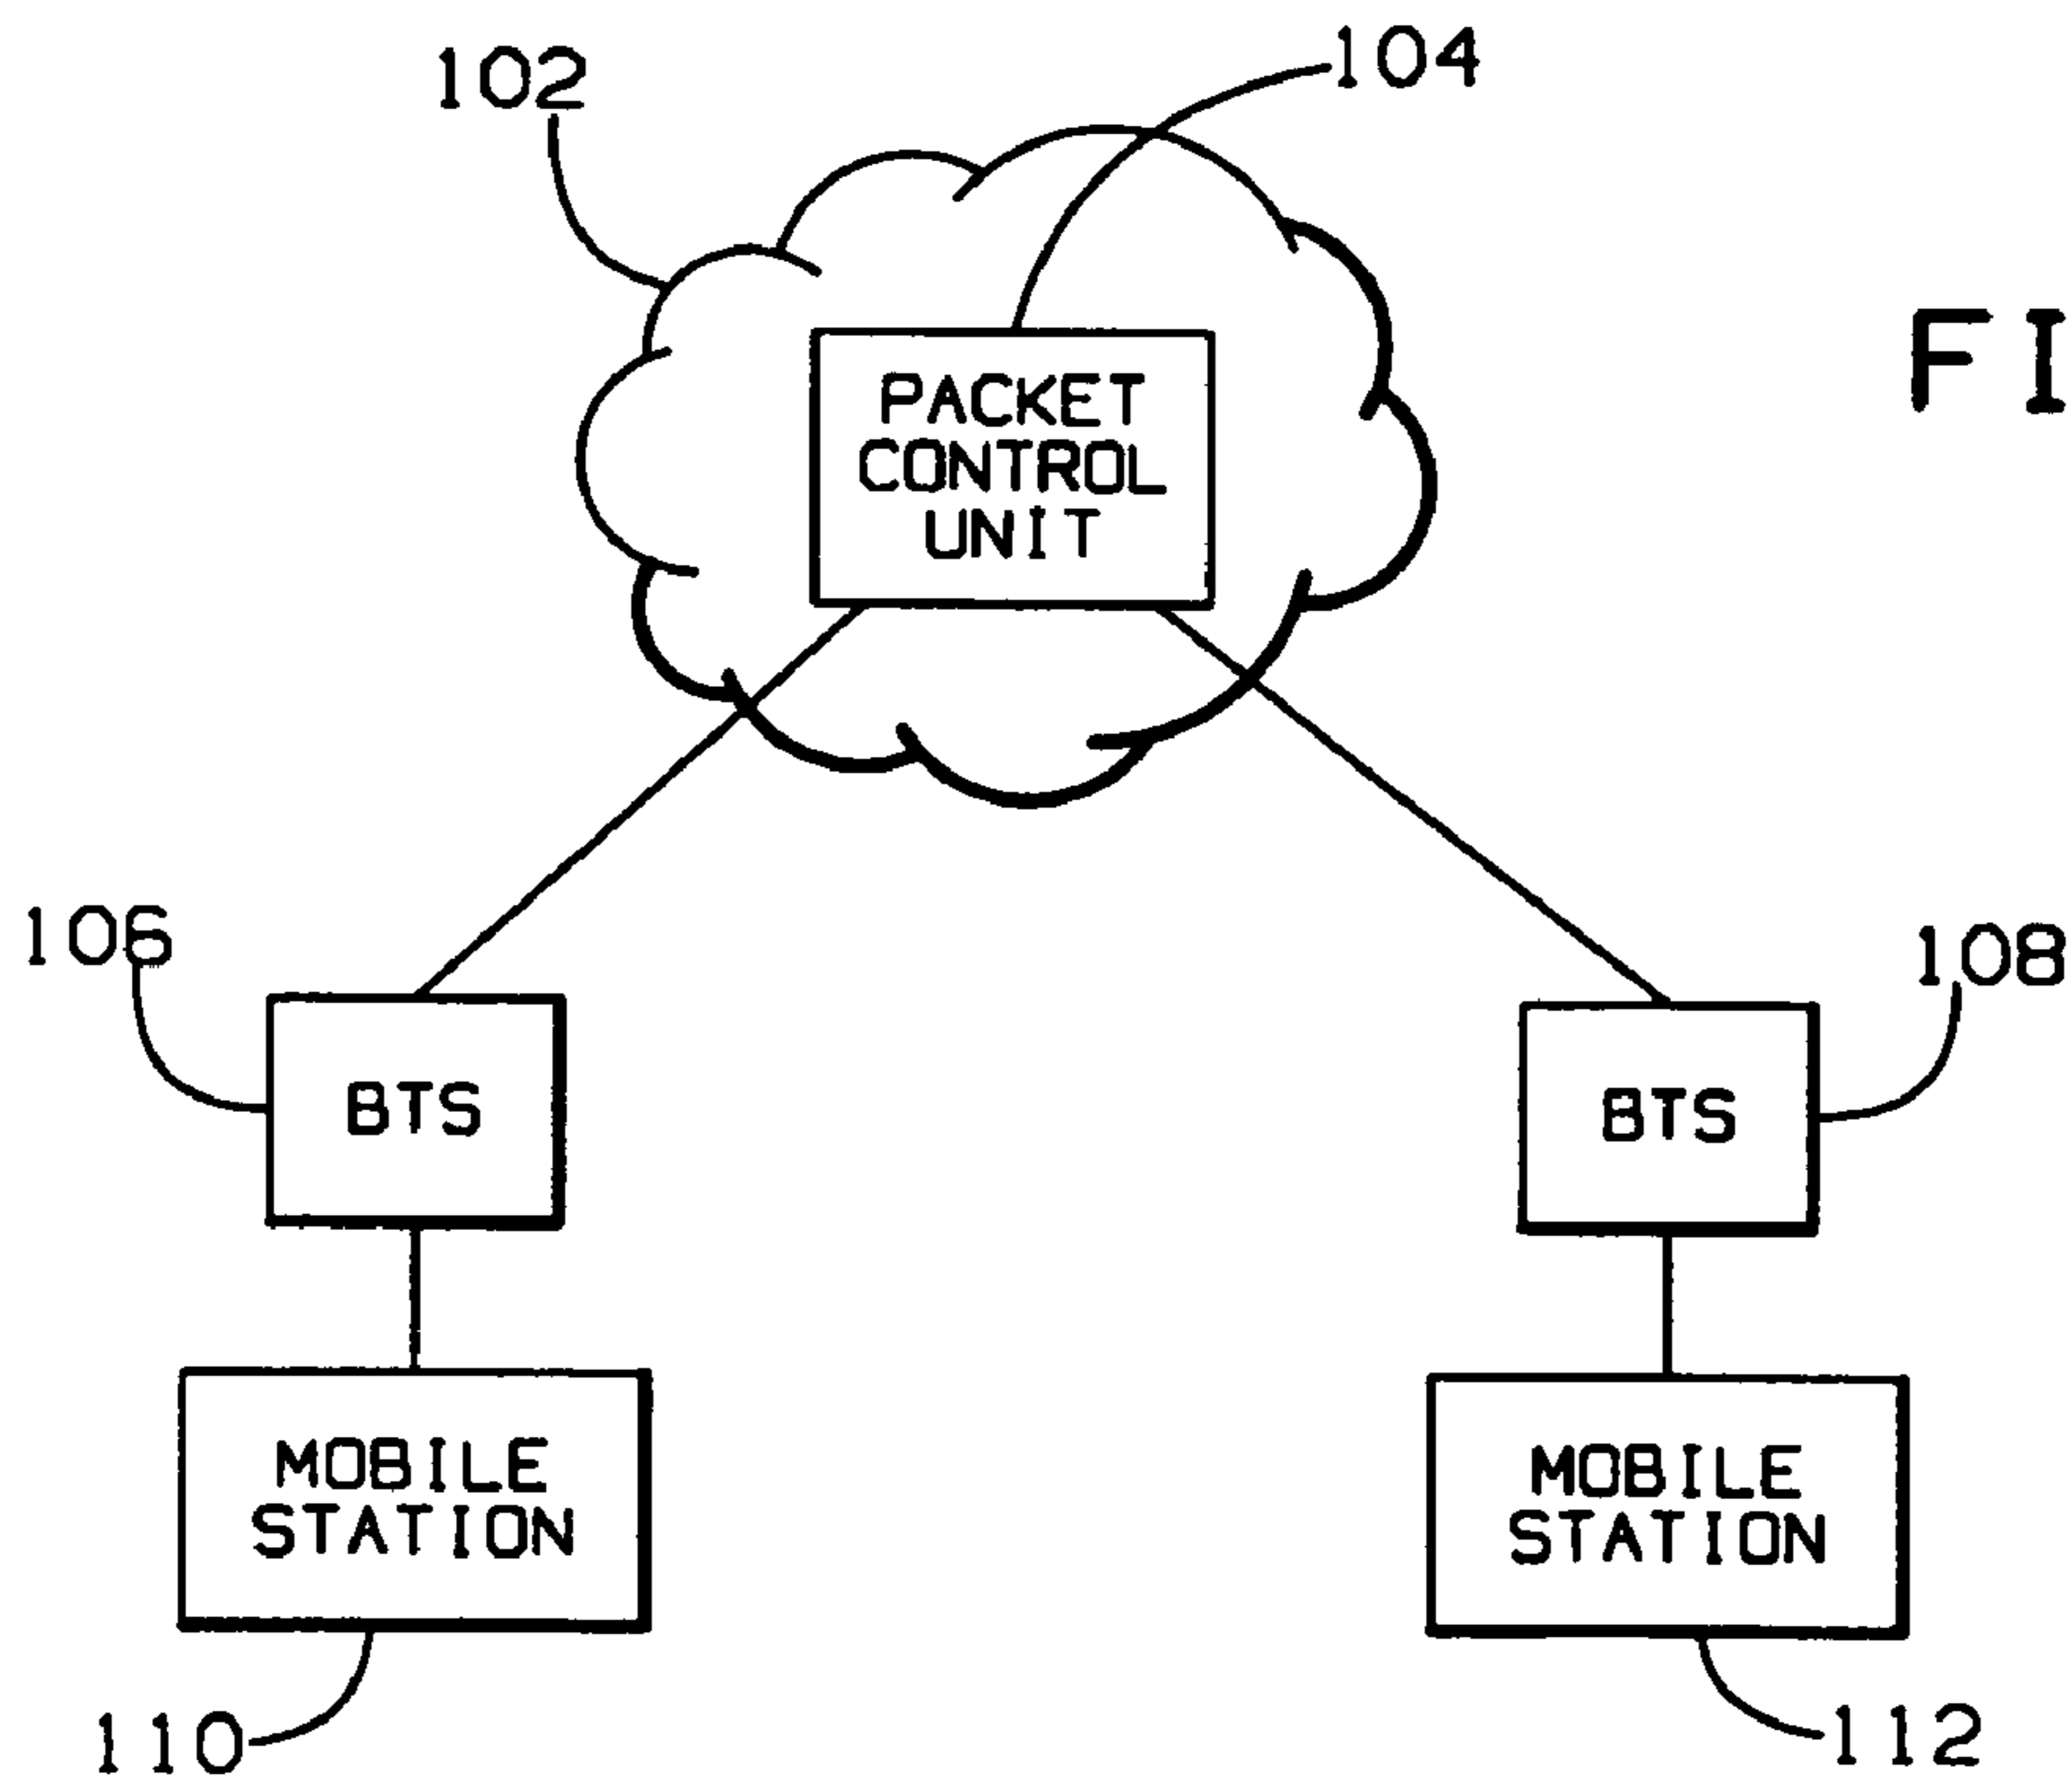 102
104
PACKET
CONTROL
UNIT
FI
106
108
BTS
BTS
MOBILE
STATION
MOBILE
STATION
110
112